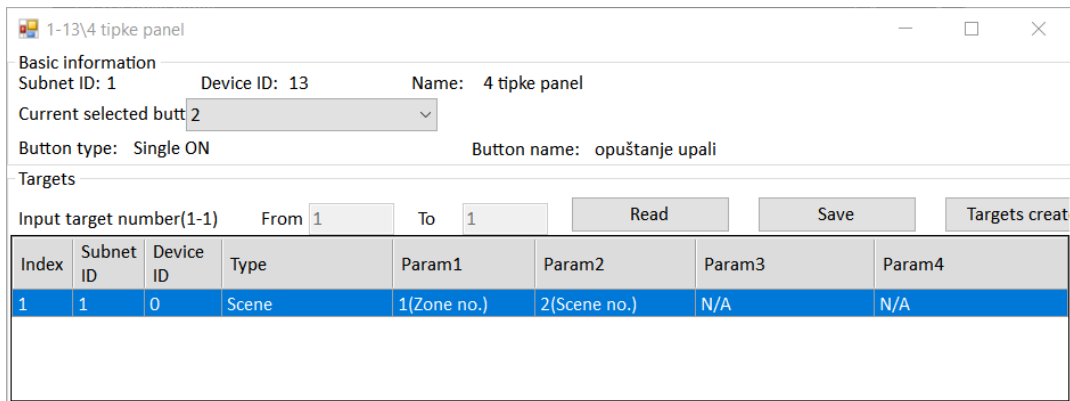 1-13\4 tipke panel
Basic information
Subnet ID: 1 Device ID: 13 Name: 4 tipke panel
Current selected butt 2
Button type: Single ON Button name: opuštanje upali
Targets
Input target number(1-1) From 1 To 1 Read Save Targets creat
Index Subnet ID Device ID Type Param1 Param2 Param3 Param4
1 1 0 Scene 1(Zone no.) 2(Scene no.) N/A N/A